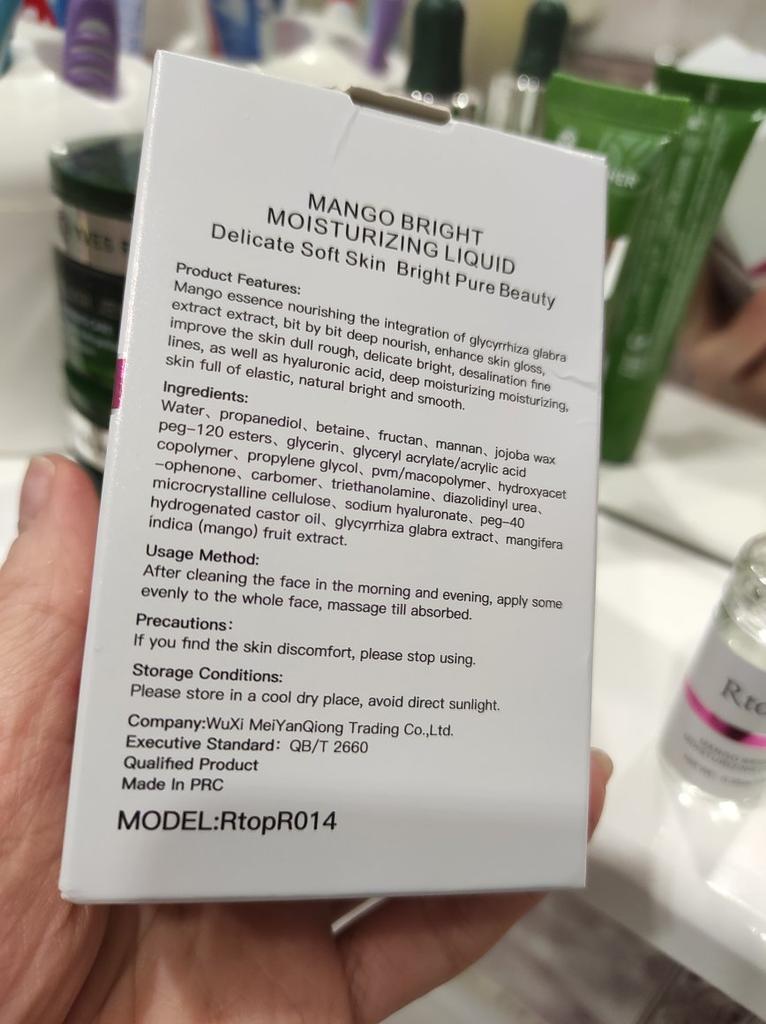 MANGO BRIGHT
MOISTURIZING LIQUID
Delicate Soft Skin Bright Pure Beauty
Product Features:
Mango essence nourishing the integration of glycyrrhiza glabra
extract extract, bit by bit deep nourish, enhance skin gloss,
improve the skin dull rough, delicate bright, desalination fine
lines, as well as hyaluronic acid, deep moisturizing moisturizing,
skin full of elastic, natural bright and smooth.
Ingredients:
Water、propanediol、betaine、fructan、mannan、jojoba wax
peg-120 esters、glycerin、glyceryl acrylate/acrylic acid
copolymer、propylene glycol、pvm/macopolymer、hydroxyacet
-ophenone、carbomer、triethanolamine、diazolidinyl urea、
microcrystalline cellulose、sodium hyaluronate、peg-40
hydrogenated castor oil、glycyrrhiza glabra extract、mangifera
índica (mango) fruit extract.
Usage Method:
After cleaning the face in the morning and evening, apply some
evenly to the whole face, massage till absorbed.
Precautions:
If you find the skin discomfort, please stop using.
Storage Conditions:
Please store in a cool dry place, avoid direct sunlight.
Company:WuXi MeiYanQiong Trading Co.,Ltd.
Executive Standard: QB/T 2660
Qualified Product
Made In PRC
MODEL:RtopR014